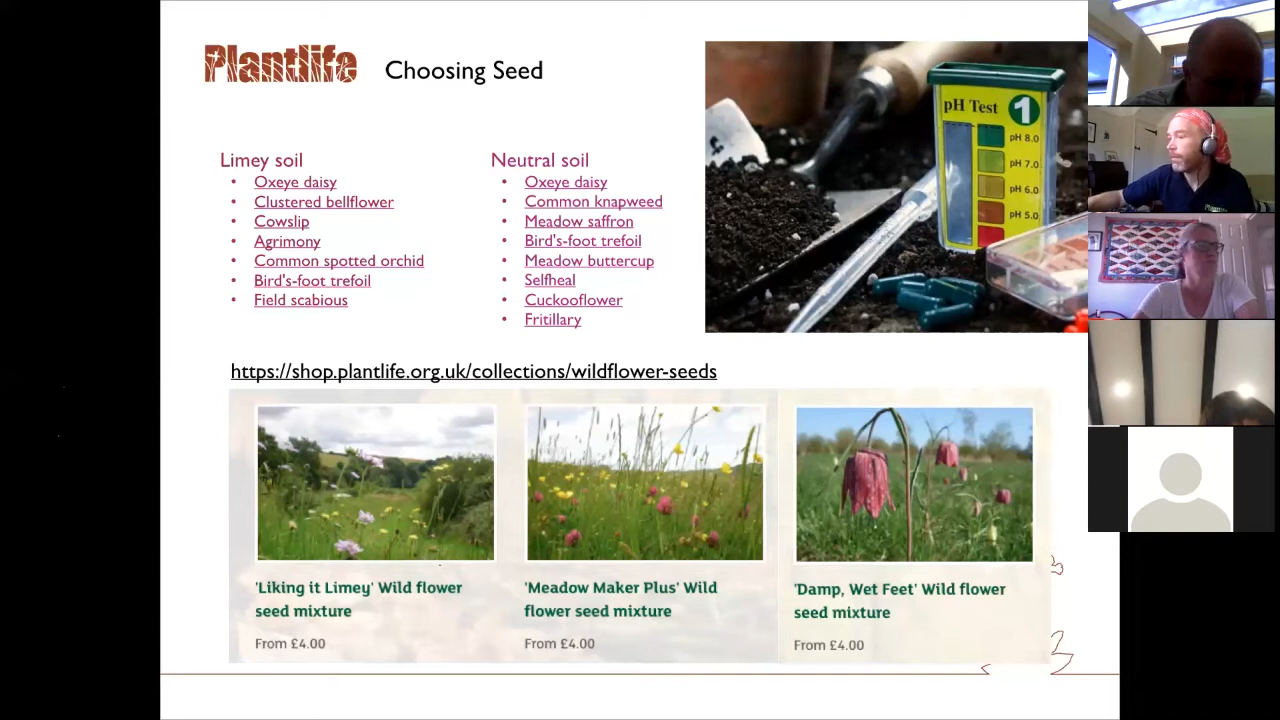 Plantlife
Choosing Seed
Limey soil
• Oxeye daisy
• Clustered bellflower
• Cowslip
• Agrimony
• Common spotted orchid
• Bird's-foot trefoil
• Field scabious
Neutral soil
• Oxeye daisy
• Common knapweed
• Meadow saffron
• Bird's-foot trefoil
• Meadow buttercup
• Selfheal
• Cuckooflower
• Fritillary
pH Test 1
pH 8.0
pH 7.0
pH 6.0
pH 5.0
https://shop.plantlife.org.uk/collections/wildflower-seeds
'Liking it Limey' Wild flower
seed mixture
From £4.00
'Meadow Maker Plus' Wild
flower seed mixture
From £4.00
'Damp, Wet Feet' Wild flower
seed mixture
From £4.00